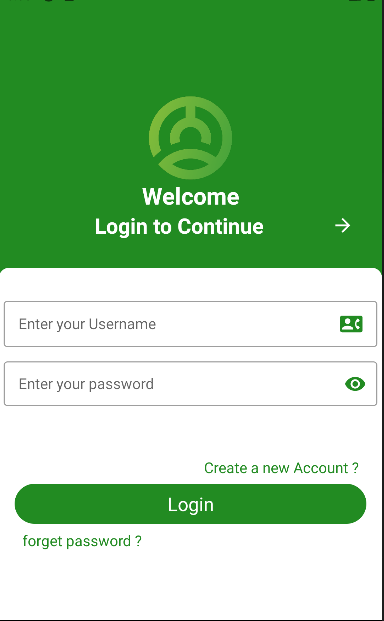 Welcome
Login to Continue
Enter your Username
Enter your password
Create a new Account ?
Login
forget password ?